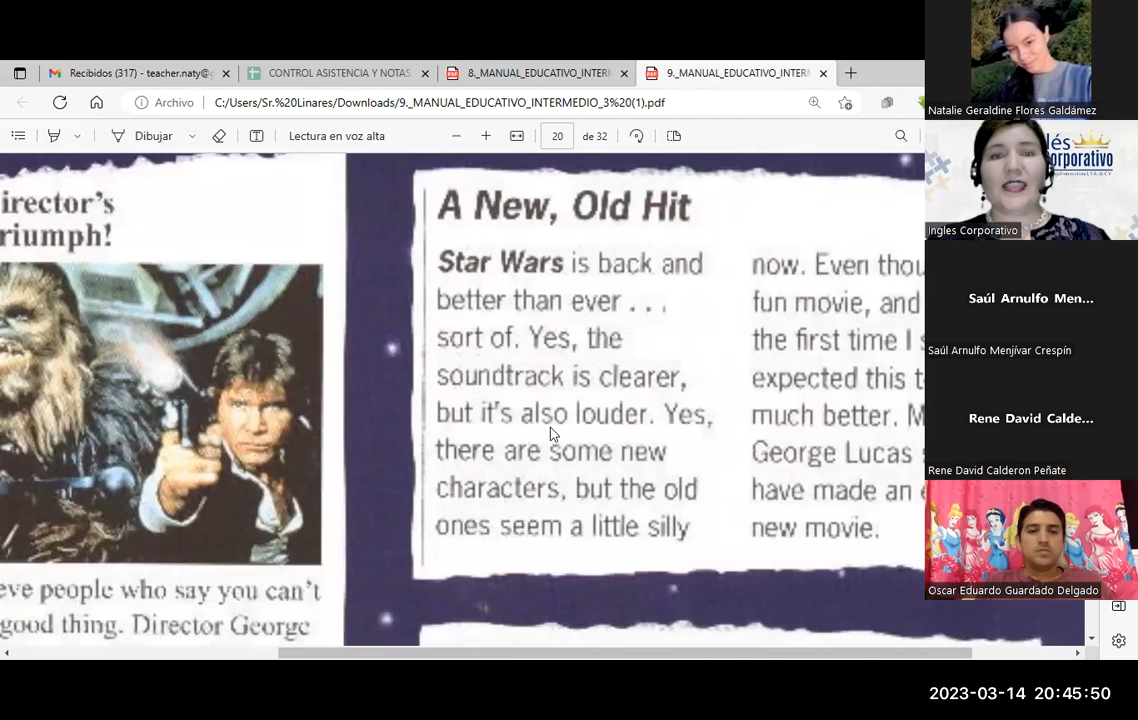 Recibidos (317) - teacher.naty@g
CONTROL ASISTENCIA Y NOTAS
8._MANUAL_EDUCATIVO_INTERM
9._MANUAL_EDUCATIVO_INTERM
Archivo
C:/Users/Sr.%20Linares/Downloads/9._MANUAL_EDUCATIVO_INTERMEDIO_3%20(1).pdf
Dibujar
Lectura en voz alta
20
de 32
irector's
riumph!
eve people who say you can't
good thing. Director George
A New, Old Hit
Star Wars is back and
better than ever . . .
sort of. Yes, the
soundtrack is clearer,
but it's also louder. Yes,
there are some new
characters, but the old
ones seem a little silly
now. Even thou
fun movie, and
the first time I s
expected this t
much better. M
George Lucas s
have made an e
new movie.
Natalie Geraldine Flores Galdámez
lés
orporativo
Ingles Corporativo
Saúl Arnulfo Men...
Saúl Arnulfo Menjívar Crespín
Rene David Calde...
Rene David Calderon Peñate
Oscar Eduardo Guardado Delgado
2023-03-14 20:45:50